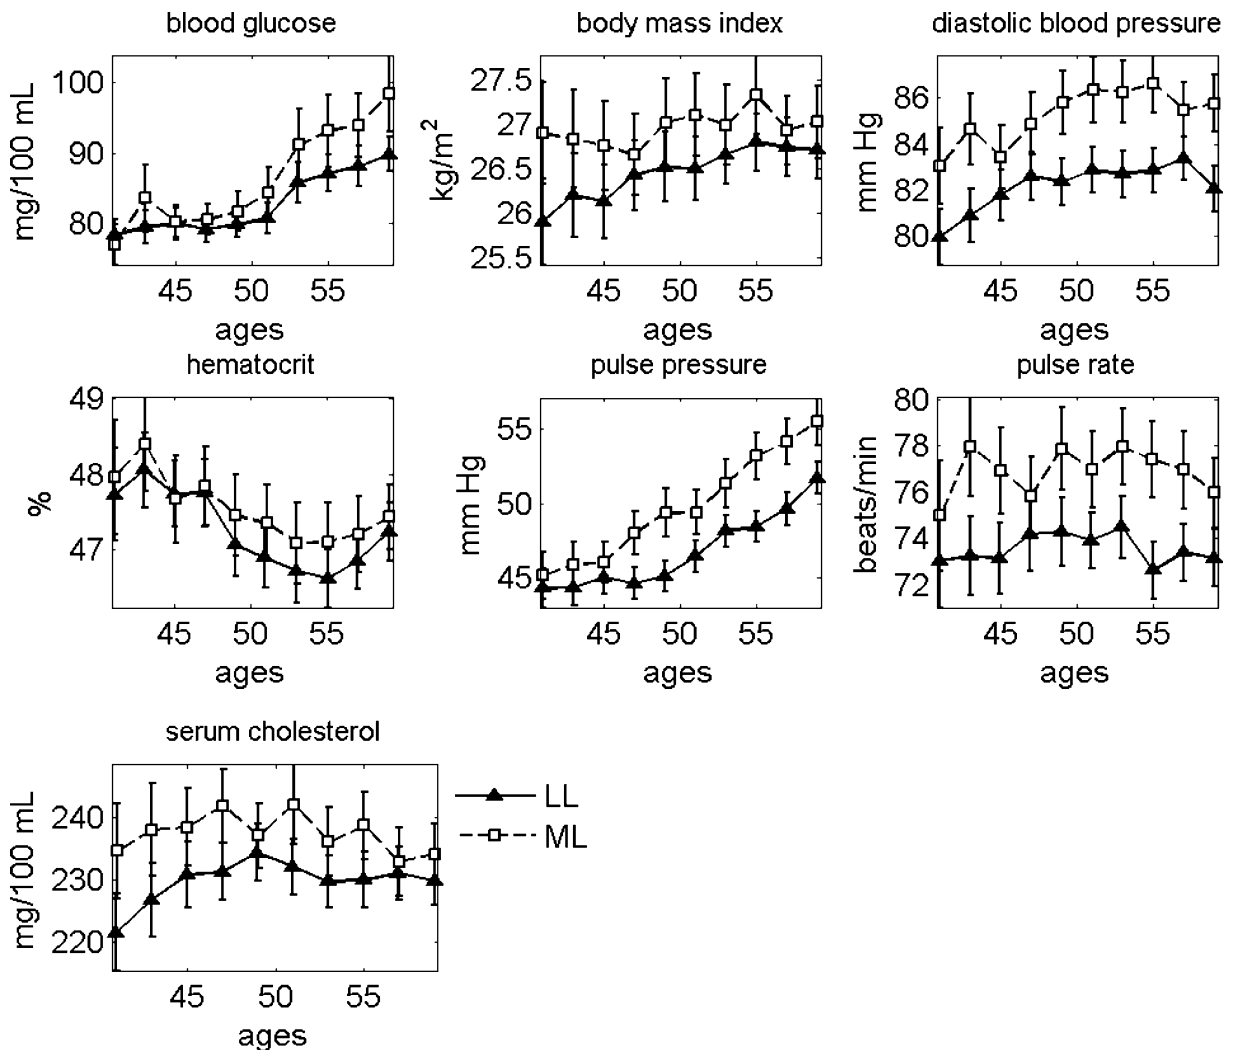 blood glucose
mg/100 mL
100
90
80
45 50 55
ages
body mass index
kg/m²
27.5
27
26.5
26
25.5
45 50 55
ages
diastolic blood pressure
mm Hg
86
84
82
80
45 50 55
ages
hematocrit
%
49
48
47
45 50 55
ages
pulse pressure
mm Hg
55
50
45
45 50 55
ages
pulse rate
beats/min
80
78
76
74
72
45 50 55
ages
serum cholesterol
mg/100 mL
240
230
220
45 50 55
ages
LL
ML